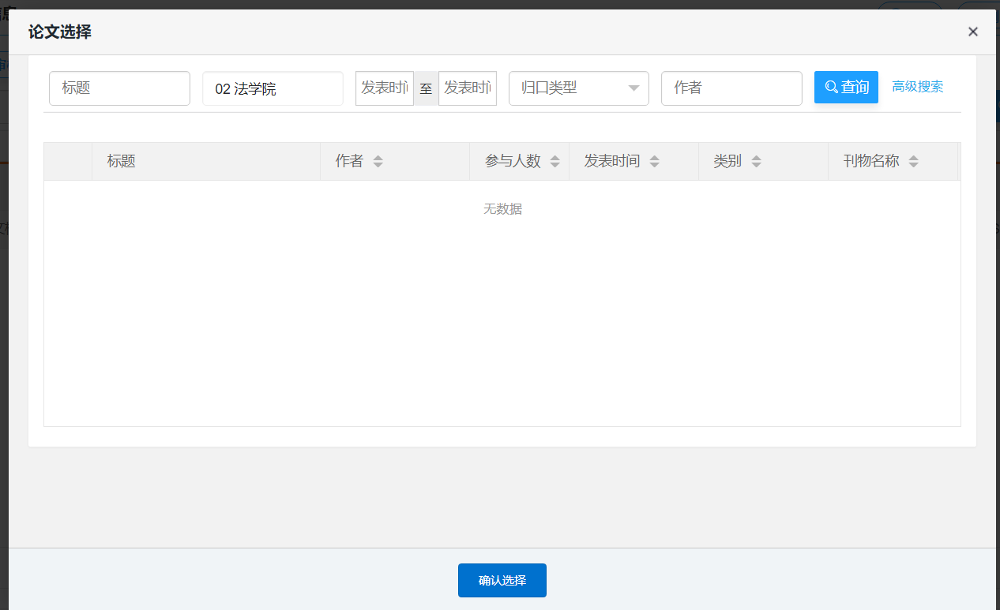 论文选择
标题
02 法学院
发表时间
至
发表时间
归口类型
作者
查询
高级搜索
标题 作者 参与人数 发表时间 类别 刊物名称
无数据
确认选择